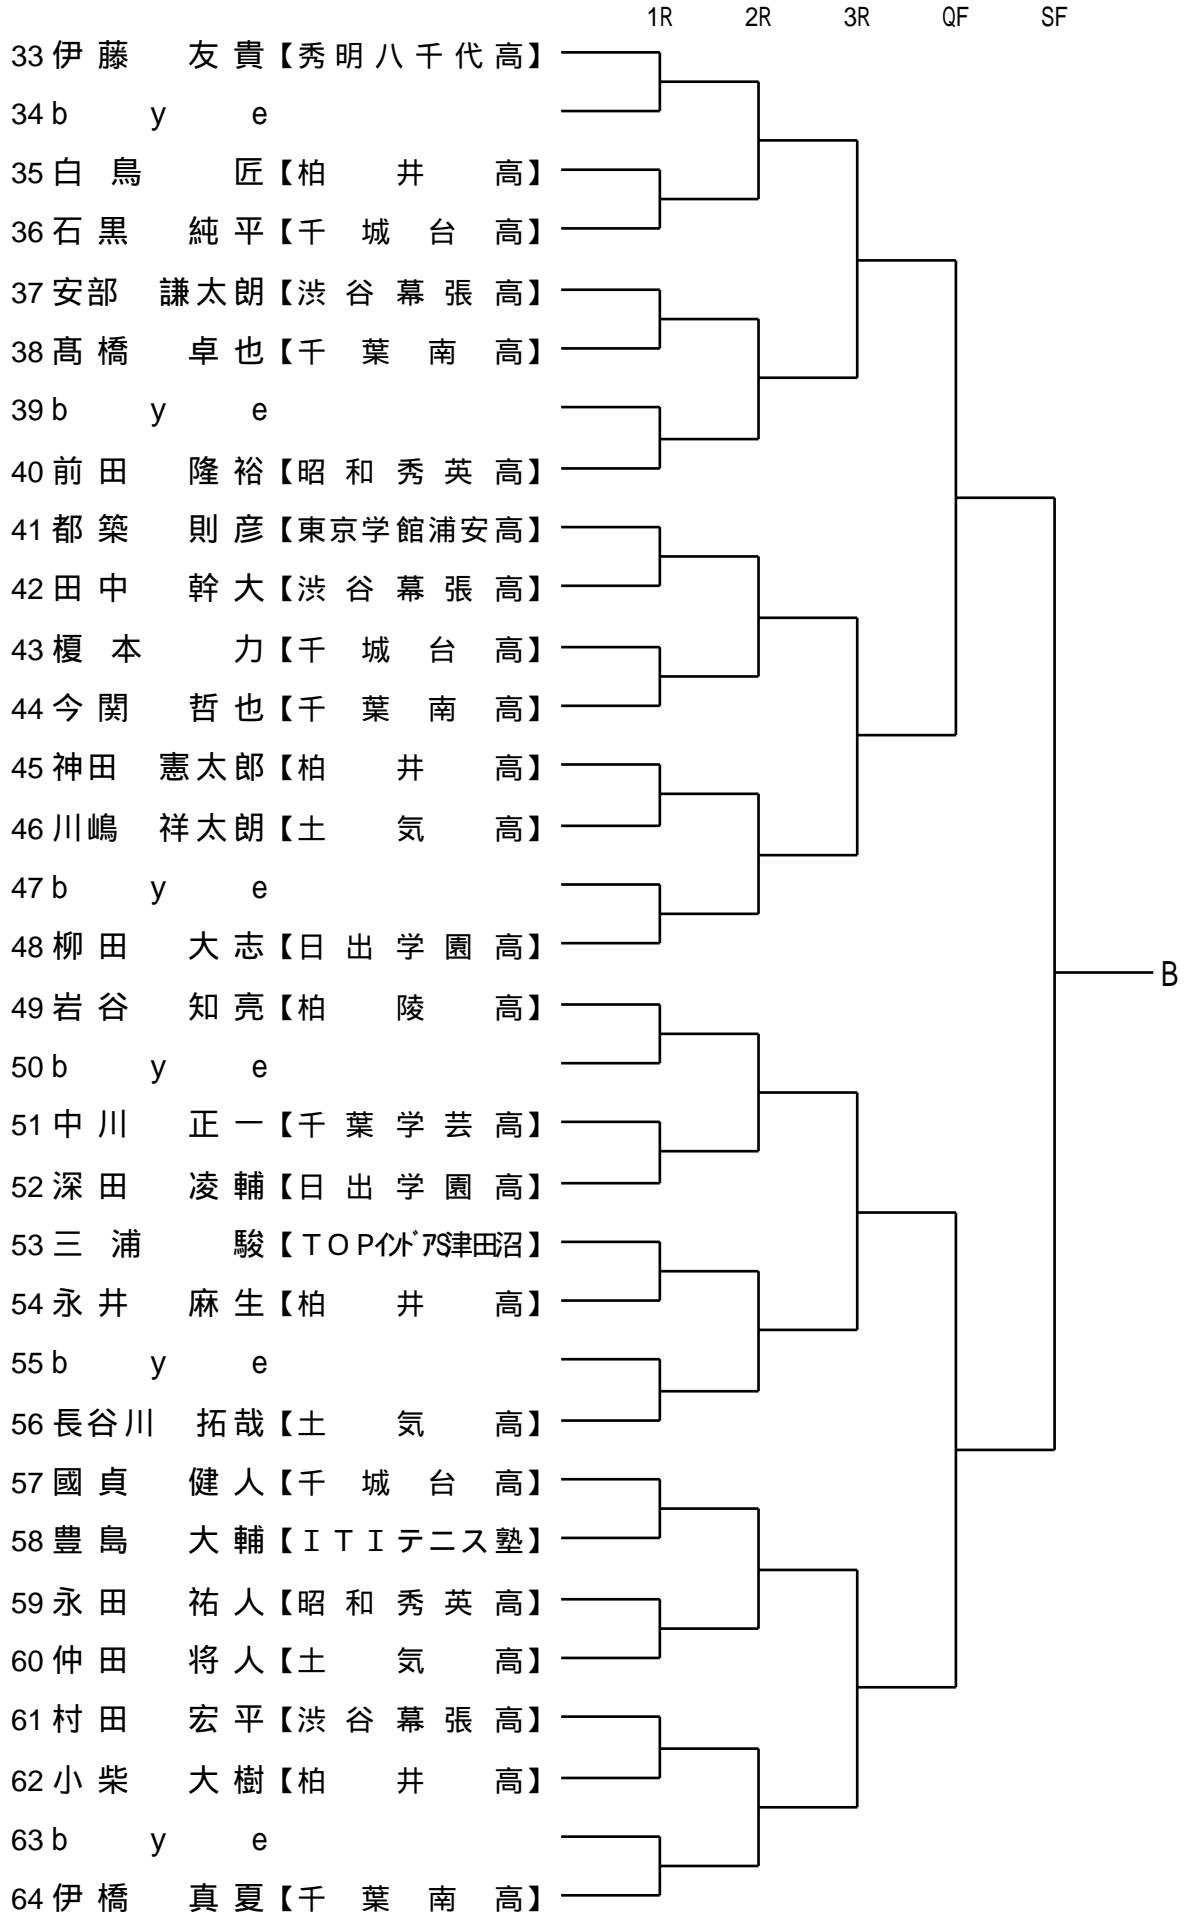 1R 2R 3R QF SF
33 伊藤 友貴【秀明八千代高】
34 bye
35 白鳥 匠【柏井高】
36 石黒 純平【千城台高】
37 安部 謙太朗【渋谷幕張高】
38 髙橋 卓也【千葉南高】
39 bye
40 前田 隆裕【昭和秀英高】
41 都築 則彦【東京学館浦安高】
42 田中 幹大【渋谷幕張高】
43 榎本 力【千城台高】
44 今関 哲也【千葉南高】
45 神田 憲太郎【柏井高】
46 川嶋 祥太朗【土気高】
47 bye
48 柳田 大志【日出学園高】
B
49 岩谷 知亮【柏陵高】
50 bye
51 中川 正一【千葉学芸高】
52 深田 凌輔【日出学園高】
53 三浦 駿【ＴＯＰｲﾝﾄﾞｱS津田沼】
54 永井 麻生【柏井高】
55 bye
56 長谷川 拓哉【土気高】
57 國貞 健人【千城台高】
58 豊島 大輔【ＩＴＩテニス塾】
59 永田 祐人【昭和秀英高】
60 仲田 将人【土気高】
61 村田 宏平【渋谷幕張高】
62 小柴 大樹【柏井高】
63 bye
64 伊橋 真夏【千葉南高】